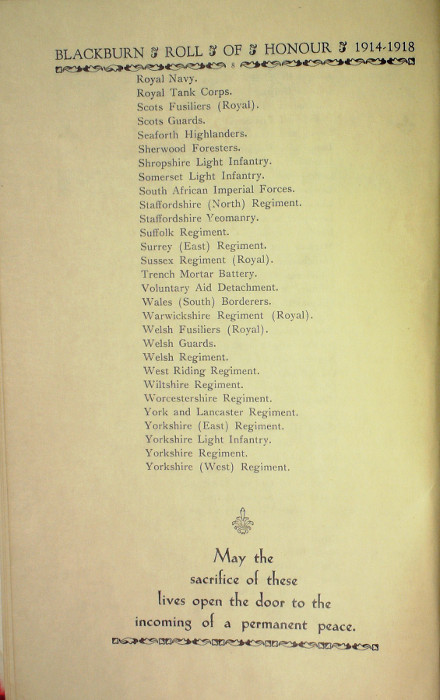 BLACKBURN ROLL OF HONOUR 1914-1918
8
Royal Navy.
Royal Tank Corps.
Scots Fusiliers (Royal).
Scots Guards.
Seaforth Highlanders.
Sherwood Foresters.
Shropshire Light Infantry.
Somerset Light Infantry.
South African Imperial Forces.
Staffordshire (North) Regiment.
Staffordshire Yeomanry.
Suffolk Regiment.
Surrey (East) Regiment.
Sussex Regiment (Royal).
Trench Mortar Battery.
Voluntary Aid Detachment.
Wales (South) Borderers.
Warwickshire Regiment (Royal).
Welsh Fusiliers (Royal).
Welsh Guards.
Welsh Regiment.
West Riding Regiment.
Wiltshire Regiment.
Worcestershire Regiment.
York and Lancaster Regiment.
Yorkshire (East) Regiment.
Yorkshire Light Infantry.
Yorkshire Regiment.
Yorkshire (West) Regiment.
May the
sacrifice of these
lives open the door to the
incoming of a permanent peace.